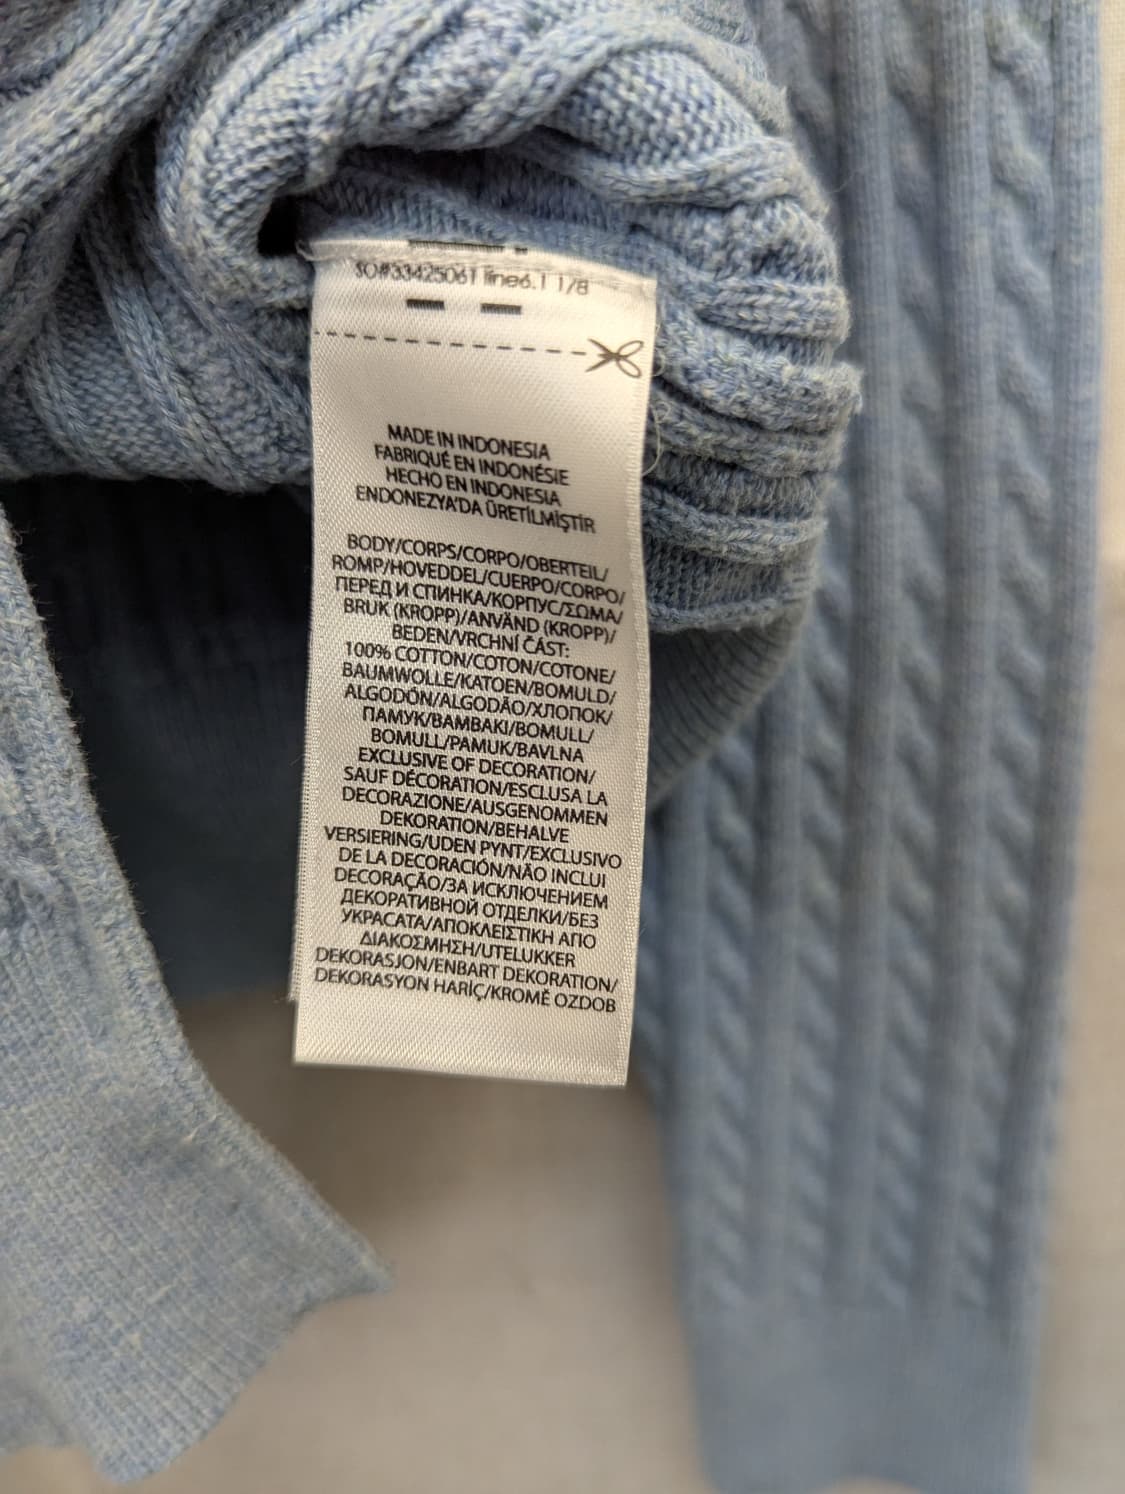 SO#33425061 line6.1 1/8
MADE IN INDONESIA
FABRIQUÉ EN INDONÉSIE
HECHO EN INDONESIA
ENDONEZYA'DA ÜRETİLMİŞTİR
BODY/CORPS/CORPO/OBERTEIL/
ROMP/HOVEDDEL/CUERPO/CORPO/
ПЕРЕД И СПИНКА/КОРПУС/ΣΩΜΑ/
BRUK (KROPP)/ANVÄND (KROPP)/
BEDEN/VRCHNÍ ČÁST:
100% COTTON/COTON/COTONE/
BAUMWOLLE/KATOEN/BOMULD/
ALGODÓN/ALGODÃO/ХЛОПОК/
ПАМУК/ΒΑΜΒΑΚΙ/BOMULL/
BOMULL/PAMUK/BAVLNA
EXCLUSIVE OF DECORATION/
SAUF DÉCORATION/ESCLUSA LA
DECORAZIONE/AUSGENOMMEN
DEKORATION/BEHALVE
VERSIERING/UDEN PYNT/EXCLUSIVO
DE LA DECORACIÓN/NÃO INCLUI
DECORAÇÃO/ЗА ИСКЛЮЧЕНИЕМ
ДЕКОРАТИВНОЙ ОТДЕЛКИ/БЕЗ
УКРАСАТА/ΑΠΟΚΛΕΙΣΤΙΚΗ ΑΠΟ
ΔΙΑΚΟΣΜΗΣΗ/UTELUKKER
DEKORASJON/ENBART DEKORATION/
DEKORASYON HARİÇ/KROMĚ OZDOB